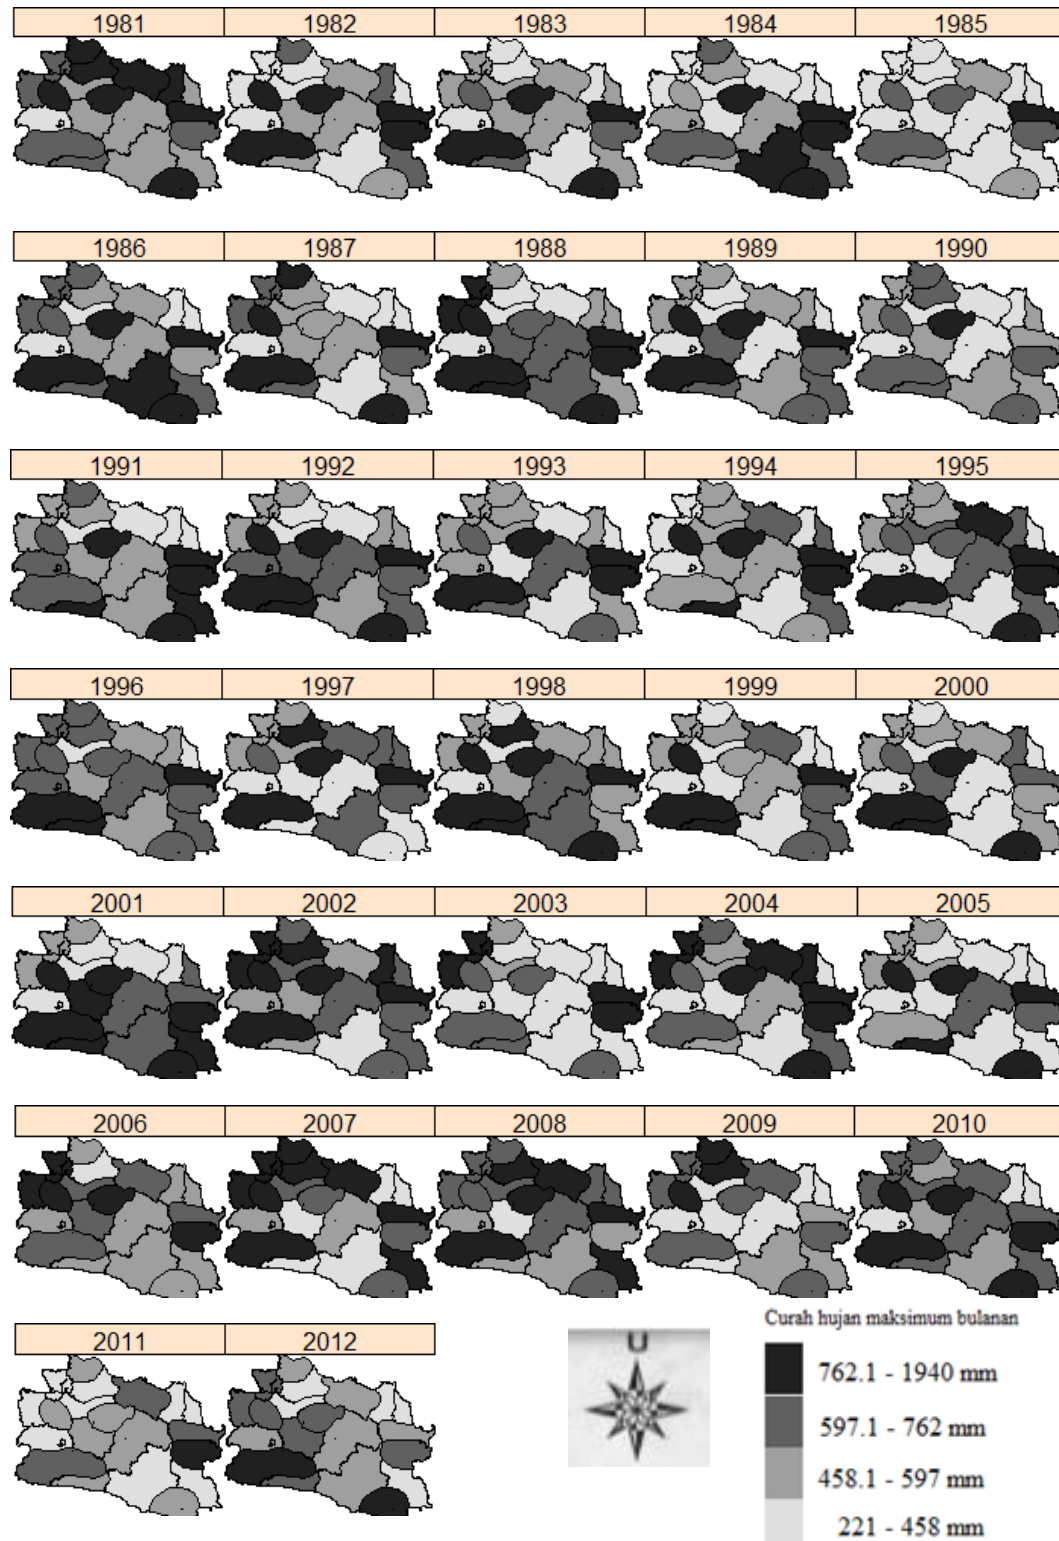 1981 1982 1983 1984 1985
1986 1987 1988 1989 1990
1991 1992 1993 1994 1995
1996 1997 1998 1999 2000
2001 2002 2003 2004 2005
2006 2007 2008 2009 2010
2011 2012
U
Curah hujan maksimum bulanan
762.1 - 1940 mm
597.1 - 762 mm
458.1 - 597 mm
221 - 458 mm